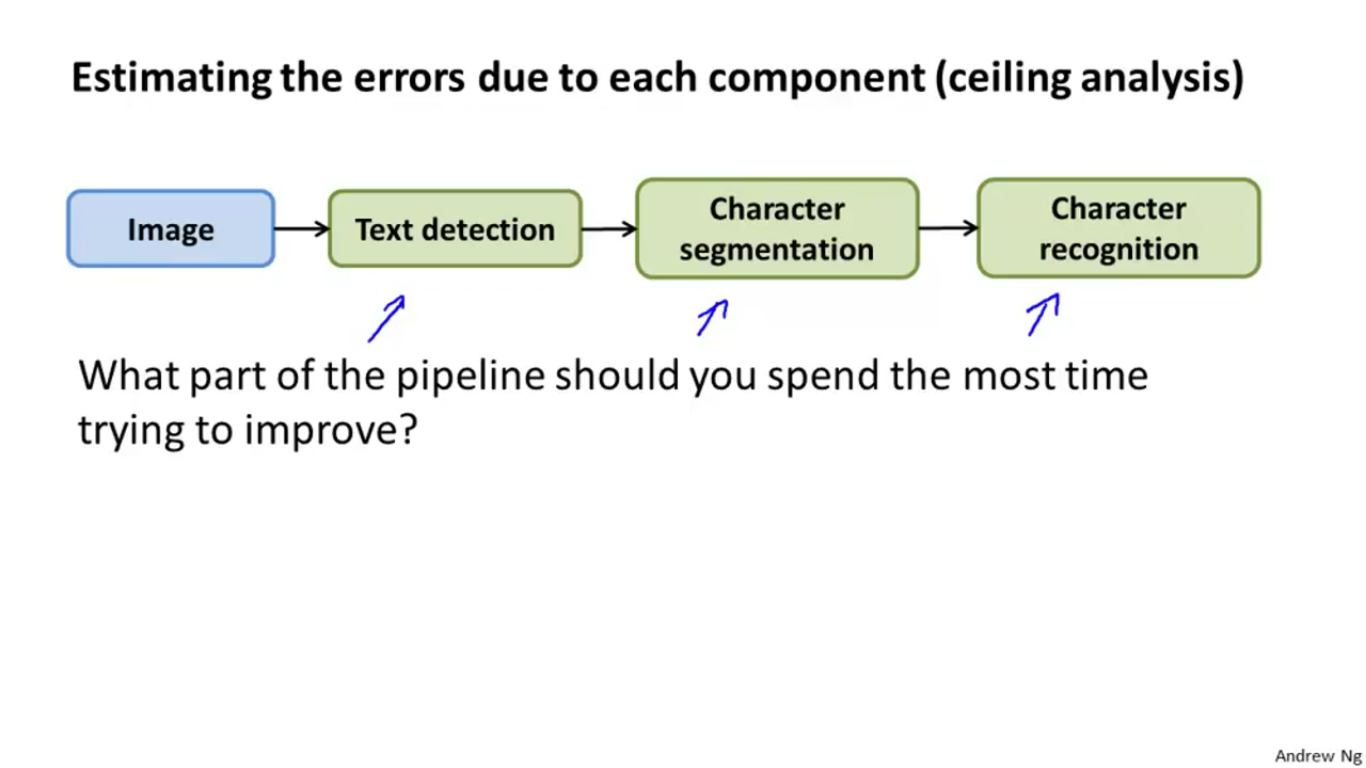 Estimating the errors due to each component (ceiling analysis)
Image
Text detection
Character
segmentation
Character
recognition
What part of the pipeline should you spend the most time
trying to improve?
Andrew Ng